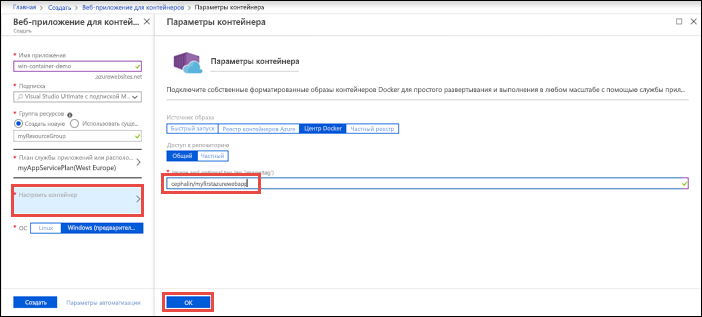 Главная > Создать > Веб-приложение для контейнеров > Параметры контейнера
Веб-приложение для контей...
Создать
* Имя приложения
win-container-demo
.azurewebsites.net
* Подписка
Visual Studio Ultimate с подпиской M...
* Группа ресурсов
Создать новую Использовать суще...
myResourceGroup
* План службы приложений или располо...
myAppServicePlan(West Europe)
* Настроить контейнер
* ОС Linux Windows (предварител...
Создать Параметры автоматизации
Параметры контейнера
Параметры контейнера
Подключите собственные форматированные образы контейнеров Docker для простого развертывания и выполнения в любом масштабе с помощью службы прил...
Источник образа
Быстрый запуск Реестр контейнеров Azure Центр Docker Частный реестр
Доступ к репозиторию
Общий Частный
cephalin/myfirstazurewebapp
OK